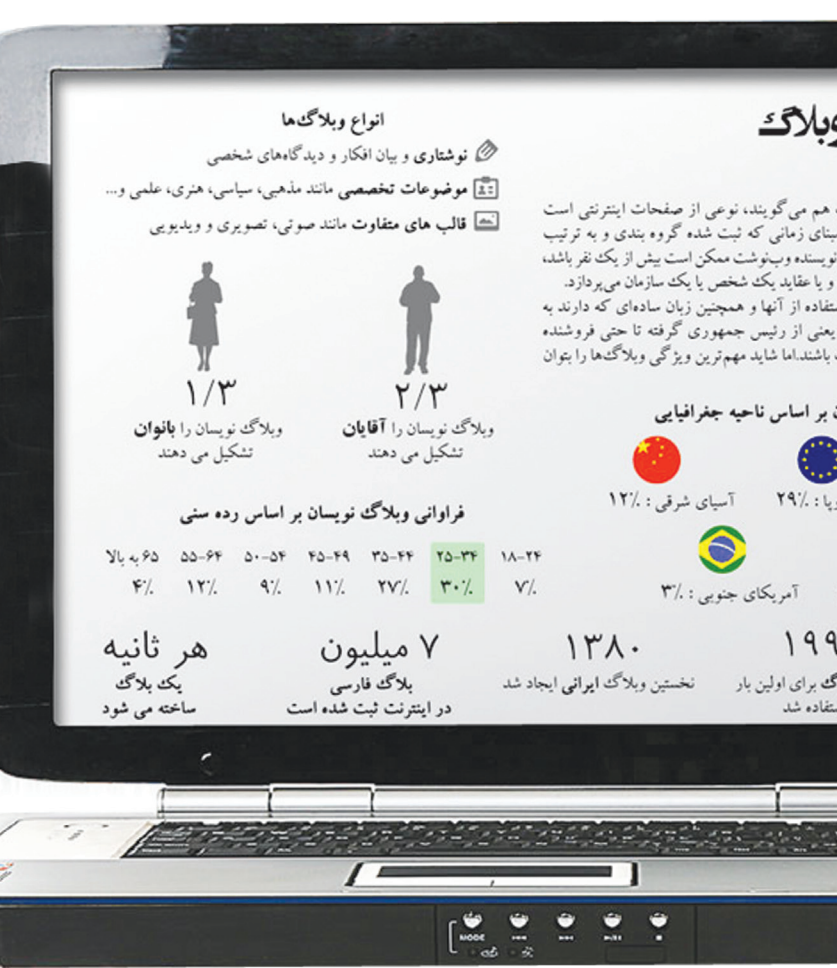 وبلاگ
هم می‌گویند، نوعی از صفحات اینترنتی است
مبنای زمانی که ثبت شده گروه بندی و به ترتیب
نویسنده وب‌نوشت ممکن است بیش از یک نفر باشد،
و یا عقاید یک شخص یا یک سازمان می‌پردازد.
استفاده از آنها و همچنین زبان ساده‌ای که دارند به
یعنی از رئیس جمهوری گرفته تا حتی فروشنده
باشند.اما شاید مهم‌ترین ویژگی وبلاگ‌ها را بتوان
بر اساس ناحیه جغرافیایی
۲۹٪
آسیای شرقی : ۱۲٪
آمریکای جنوبی : ۳٪
انواع وبلاگ‌ها
نوشتاری و بیان افکار و دیدگاه‌های شخصی
موضوعات تخصصی مانند مذهبی، سیاسی، هنری، علمی و...
قالب های متفاوت مانند صوتی، تصویری و ویدیویی
۲/۳
وبلاگ نویسان را آقایان
تشکیل می دهند
۱/۳
وبلاگ نویسان را بانوان
تشکیل می دهند
فراوانی وبلاگ نویسان بر اساس رده سنی
۱۸-۲۴ ۲۵-۳۴ ۳۵-۴۴ ۴۵-۴۹ ۵۰-۵۴ ۵۵-۶۴ ۶۵ به بالا
۷٪ ۳۰٪ ۲۷٪ ۱۱٪ ۹٪ ۱۲٪ ۴٪
۱۹۹
برای اولین بار
استفاده شد
۱۳۸۰
نخستین وبلاگ ایرانی ایجاد شد
۷ میلیون
بلاگ فارسی
در اینترنت ثبت شده است
هر ثانیه
یک بلاگ
ساخته می شود
MODE